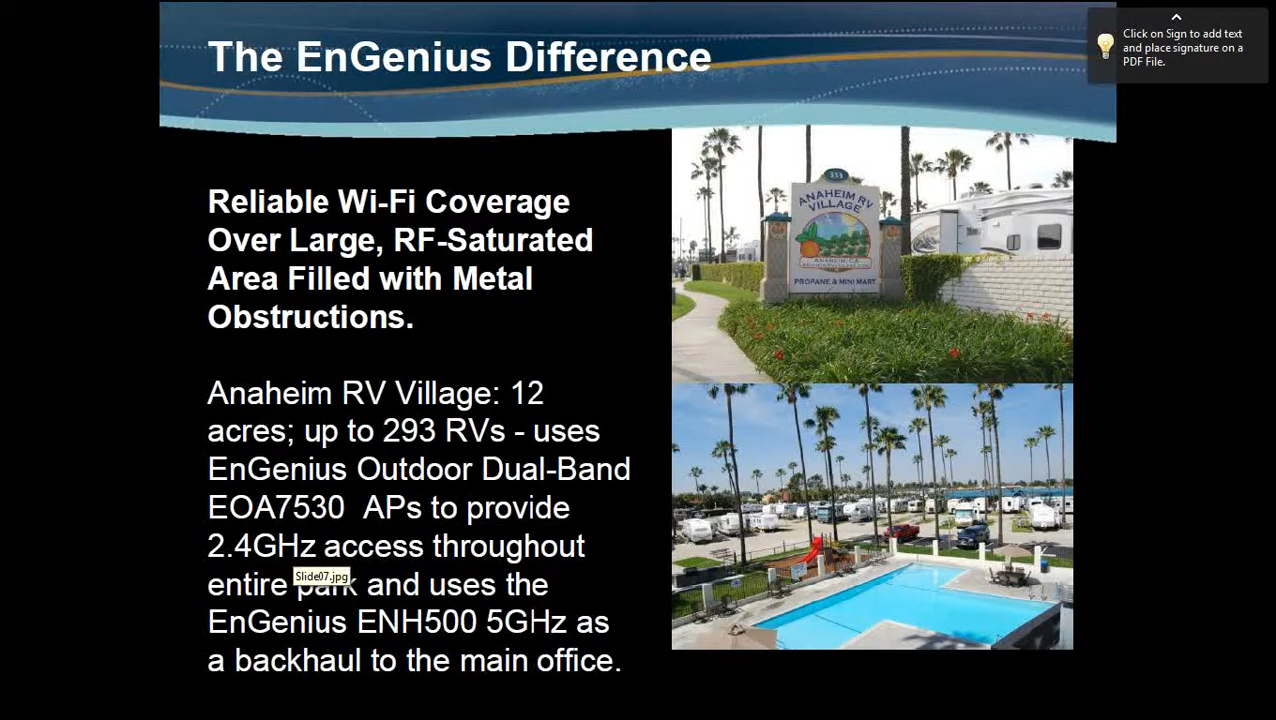 The EnGenius Difference
Click on Sign to add text
and place signature on a
PDF File.
Reliable Wi-Fi Coverage
Over Large, RF-Saturated
Area Filled with Metal
Obstructions.
Anaheim RV Village: 12
acres; up to 293 RVs - uses
EnGenius Outdoor Dual-Band
EOA7530 APs to provide
2.4GHz access throughout
entire park and uses the
Slide07.jpg
EnGenius ENH500 5GHz as
a backhaul to the main office.
333
ANAHEIM RV
VILLAGE
ANAHEIM, CA
PROPANE & MINI MART